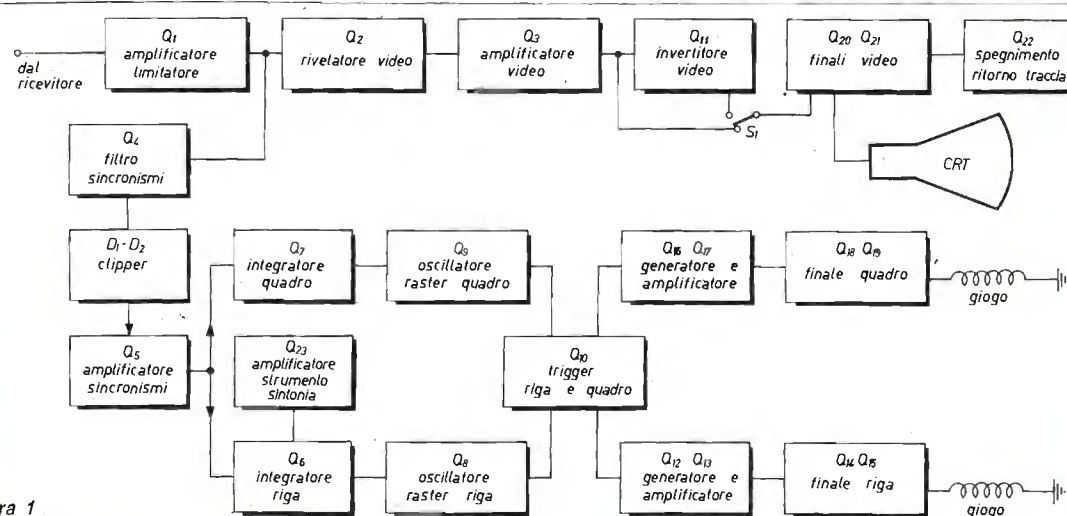 Q1
amplificatore
limitatore
Q2
rivelatore video
Q3
amplificatore
video
Q11
invertitore
video
Q20 Q21
finali video
Q22
spegnimento
ritorno traccia
dal
ricevitore
S1
CRT
Q4
filtro
sincronismi
D1-D2
clipper
Q7
integratore
quadro
Q9
oscillatore
raster quadro
Q16 Q17
generatore e
amplificatore
Q18 Q19
finale quadro
giogo
Q5
amplificatore
sincronismi
Q23
amplificatore
strumento
sintonia
Q10
trigger
riga e quadro
Q6
integratore
riga
Q8
oscillatore
raster riga
Q12 Q13
generatore e
amplificatore
Q14 Q15
finale riga
giogo
ra 1